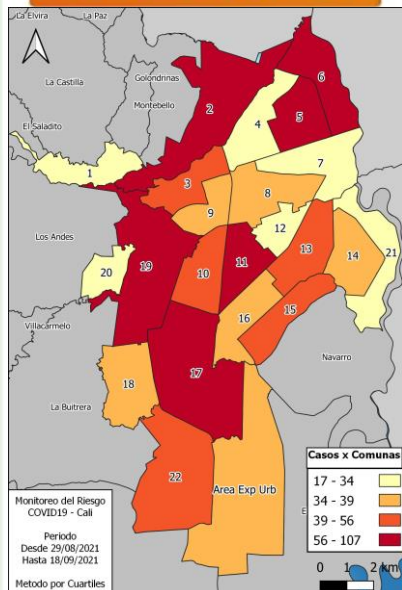 La Elvira
La Paz
La Castilla
Golondrinas
Montebello
El Saladito
6
2
5
4
1
7
3
8
9
12
Los Andes
20
19
10
11
13
14
21
16
15
Villacarmelo
Navarro
17
18
La Buitrera
22
Area Exp Urb
Casos x Comunas
17 - 34
34 - 39
39 - 56
56 - 107
Monitoreo del Riesgo
COVID19 - Cali
Periodo
Desde 29/08/2021
Hasta 18/09/2021
Metodo por Cuartiles
0 1 2 km